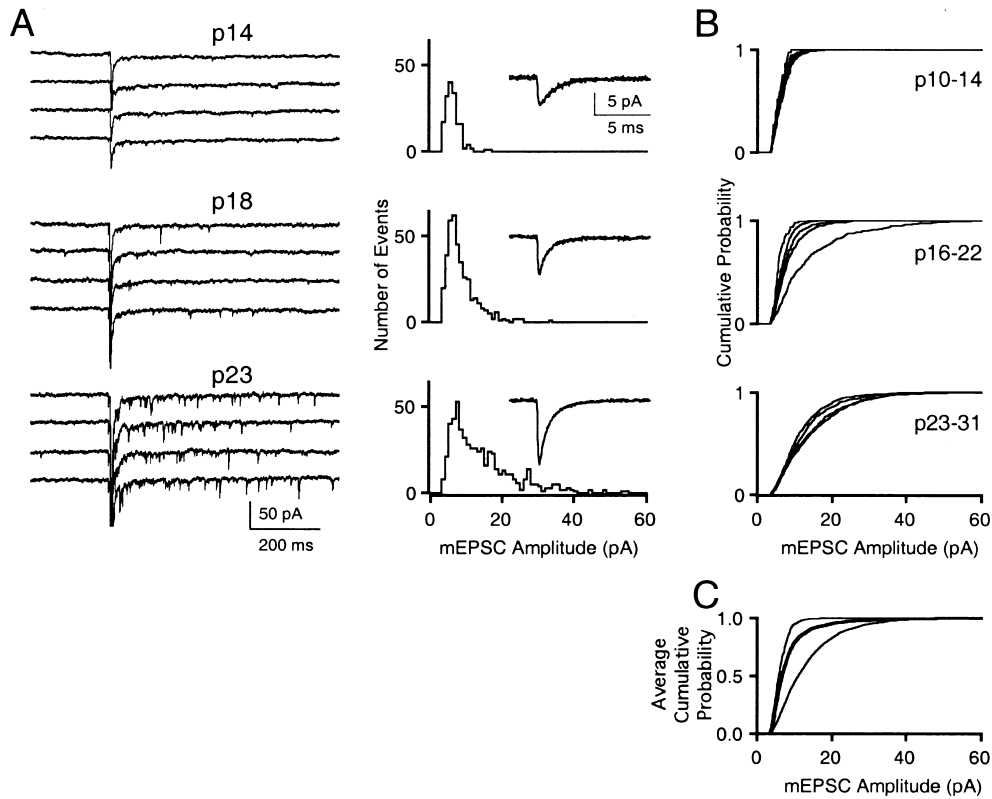 A
p14
50
0
5 pA
5 ms
p18
Number of Events
50
0
p23
50
0
50 pA
200 ms
0
20
40
60
mEPSC Amplitude (pA)
B
1
0
p10-14
Cumulative Probability
1
0
p16-22
1
0
p23-31
0
20
40
60
mEPSC Amplitude (pA)
C
Average
Cumulative
Probability
1.0
0.5
0.0
0
20
40
60
mEPSC Amplitude (pA)